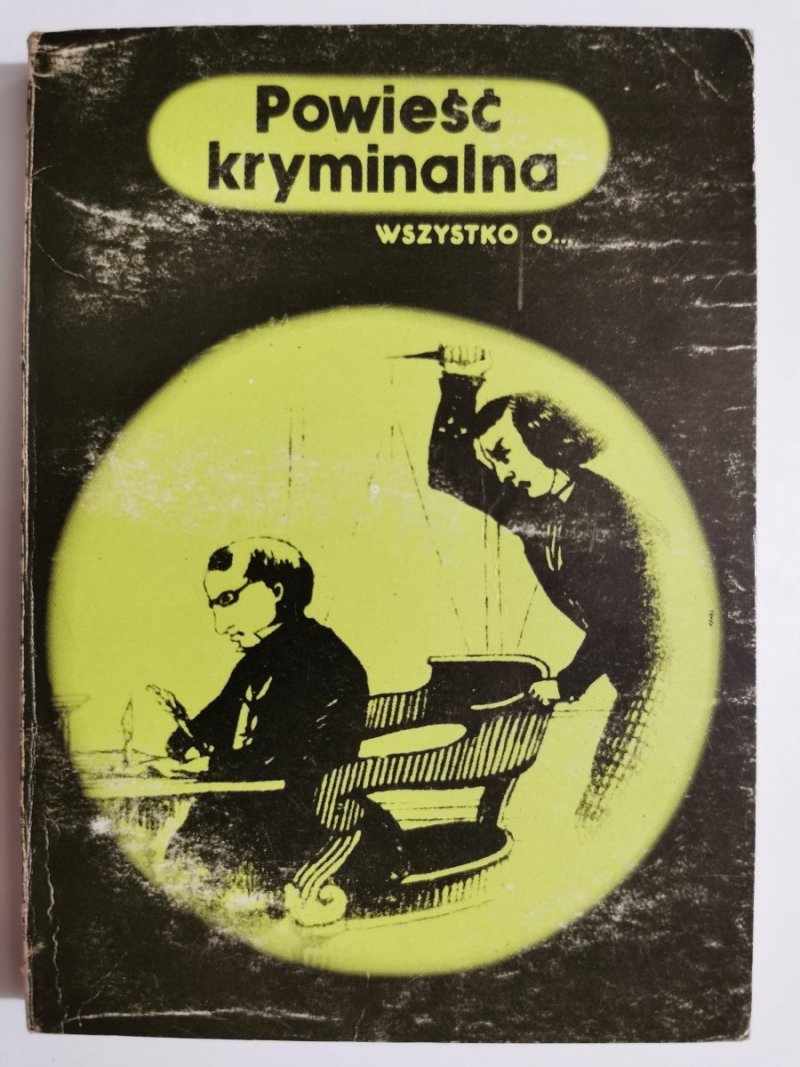 Powieść
kryminalna
WSZYSTKO O...